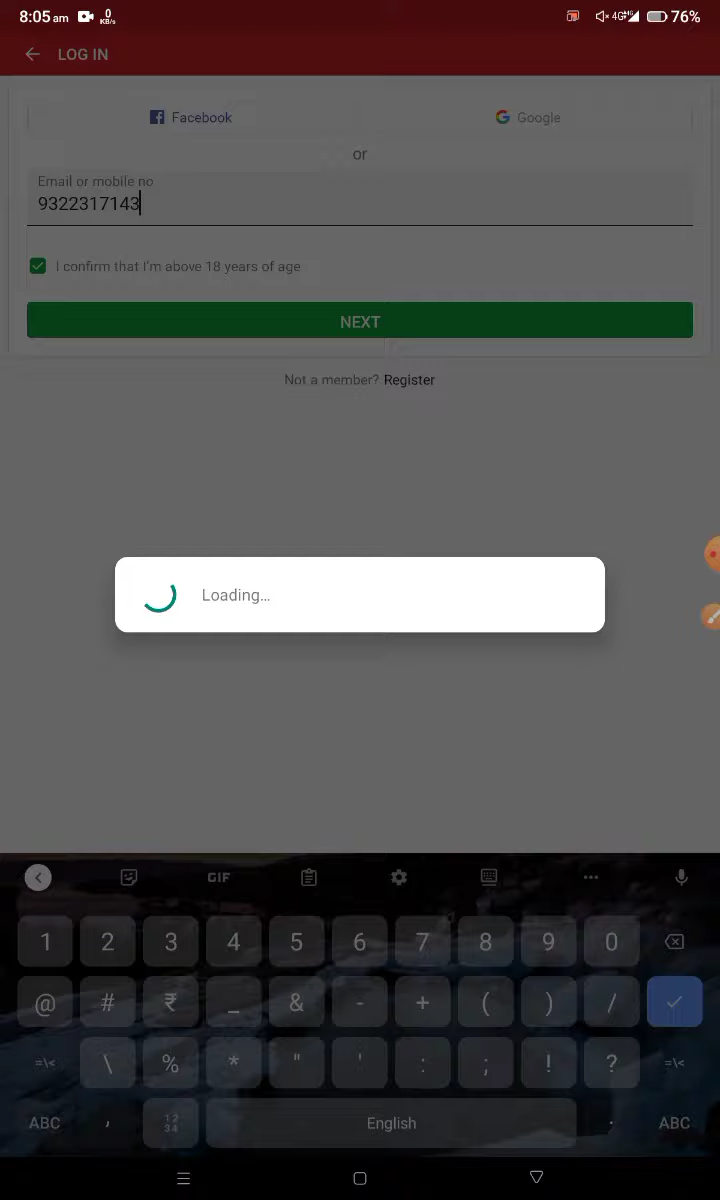 8:05 am 0 KB/s 4G 76%
LOG IN
Facebook
Google
or
Email or mobile no
9322317143
I confirm that I'm above 18 years of age
NEXT
Not a member? Register
Loading...
GIF
1 2 3 4 5 6 7 8 9 0
@ # ₹ _ & - + ( ) /
=\< \ % * " ' : ; ! ? =\<
ABC , 12 34 English . ABC